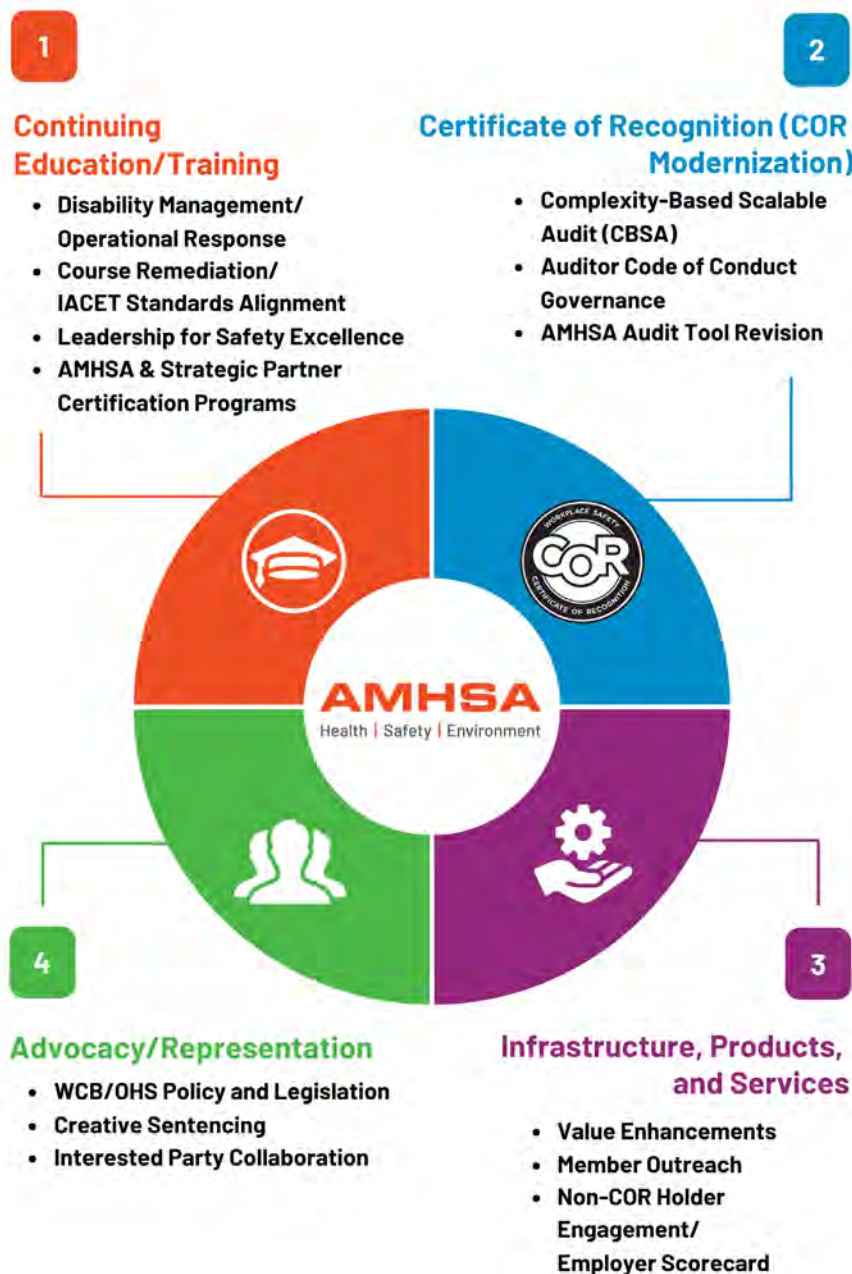 1
Continuing
Education/Training
• Disability Management/
Operational Response
• Course Remediation/
IACET Standards Alignment
• Leadership for Safety Excellence
• AMHSA & Strategic Partner
Certification Programs
2
Certificate of Recognition (COR
Modernization)
• Complexity-Based Scalable
Audit (CBSA)
• Auditor Code of Conduct
Governance
• AMHSA Audit Tool Revision
WORKPLACE SAFETY
COR
CERTIFICATE OF RECOGNITION
AMHSA
Health | Safety | Environment
4
Advocacy/Representation
• WCB/OHS Policy and Legislation
• Creative Sentencing
• Interested Party Collaboration
3
Infrastructure, Products,
and Services
• Value Enhancements
• Member Outreach
• Non-COR Holder
Engagement/
Employer Scorecard